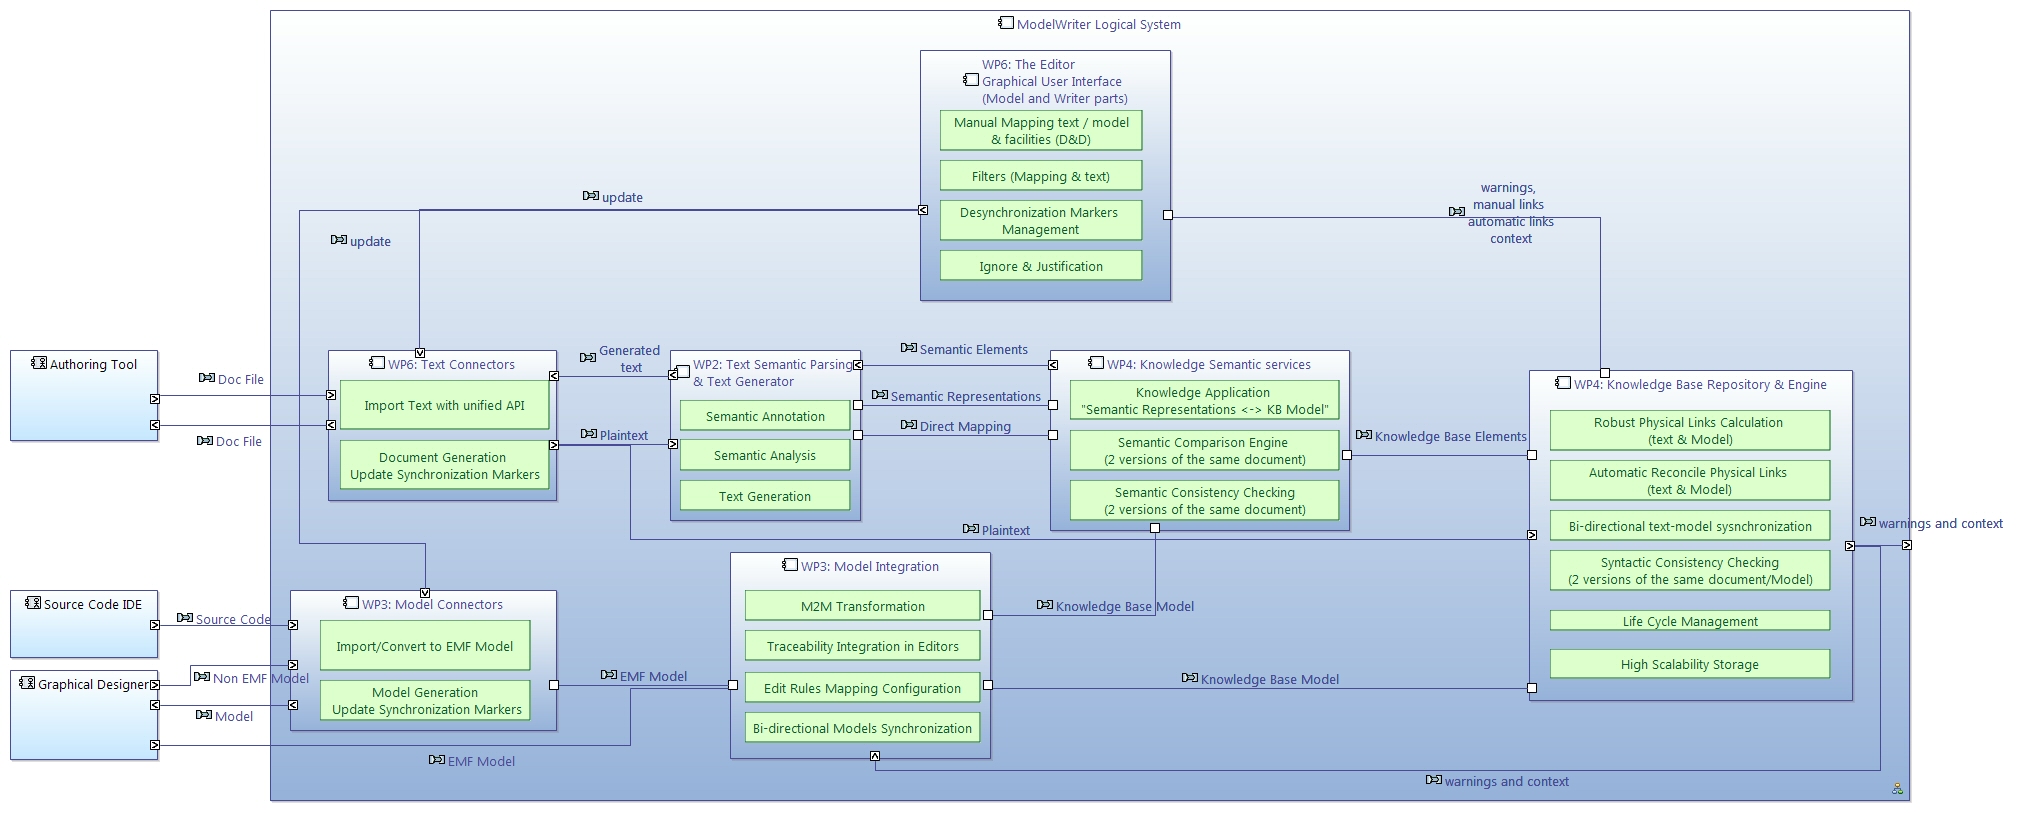 ModelWriter Logical System
WP6: The Editor
Graphical User Interface
(Model and Writer parts)
Manual Mapping text / model
& facilities (D&D)
Filters (Mapping & text)
Desynchronization Markers
Management
Ignore & Justification
update
update
warnings,
manual links
automatic links
context
Authoring Tool
Doc File
Doc File
WP6: Text Connectors
Import Text with unified API
Document Generation
Update Synchronization Markers
Generated
text
Plaintext
WP2: Text Semantic Parsing
& Text Generator
Semantic Annotation
Semantic Analysis
Text Generation
Semantic Elements
Semantic Representations
Direct Mapping
WP4: Knowledge Semantic services
Knowledge Application
"Semantic Representations <-> KB Model"
Semantic Comparison Engine
(2 versions of the same document)
Semantic Consistency Checking
(2 versions of the same document)
Knowledge Base Elements
WP4: Knowledge Base Repository & Engine
Robust Physical Links Calculation
(text & Model)
Automatic Reconcile Physical Links
(text & Model)
Bi-directional text-model sysnchronization
Syntactic Consistency Checking
(2 versions of the same document/Model)
Life Cycle Management
High Scalability Storage
warnings and context
Plaintext
Source Code IDE
Source Code
Graphical Designer
Non EMF Model
Model
EMF Model
WP3: Model Connectors
Import/Convert to EMF Model
Model Generation
Update Synchronization Markers
EMF Model
WP3: Model Integration
M2M Transformation
Traceability Integration in Editors
Edit Rules Mapping Configuration
Bi-directional Models Synchronization
Knowledge Base Model
Knowledge Base Model
warnings and context